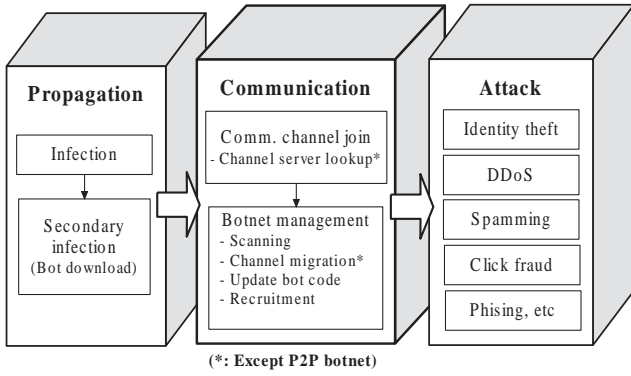 Propagation
Infection
Secondary
infection
(Bot download)
Communication
Comm. channel join
- Channel server lookup*
Botnet management
- Scanning
- Channel migration*
- Update bot code
- Recruitment
Attack
Identity theft
DDoS
Spamming
Click fraud
Phising, etc
(*: Except P2P botnet)